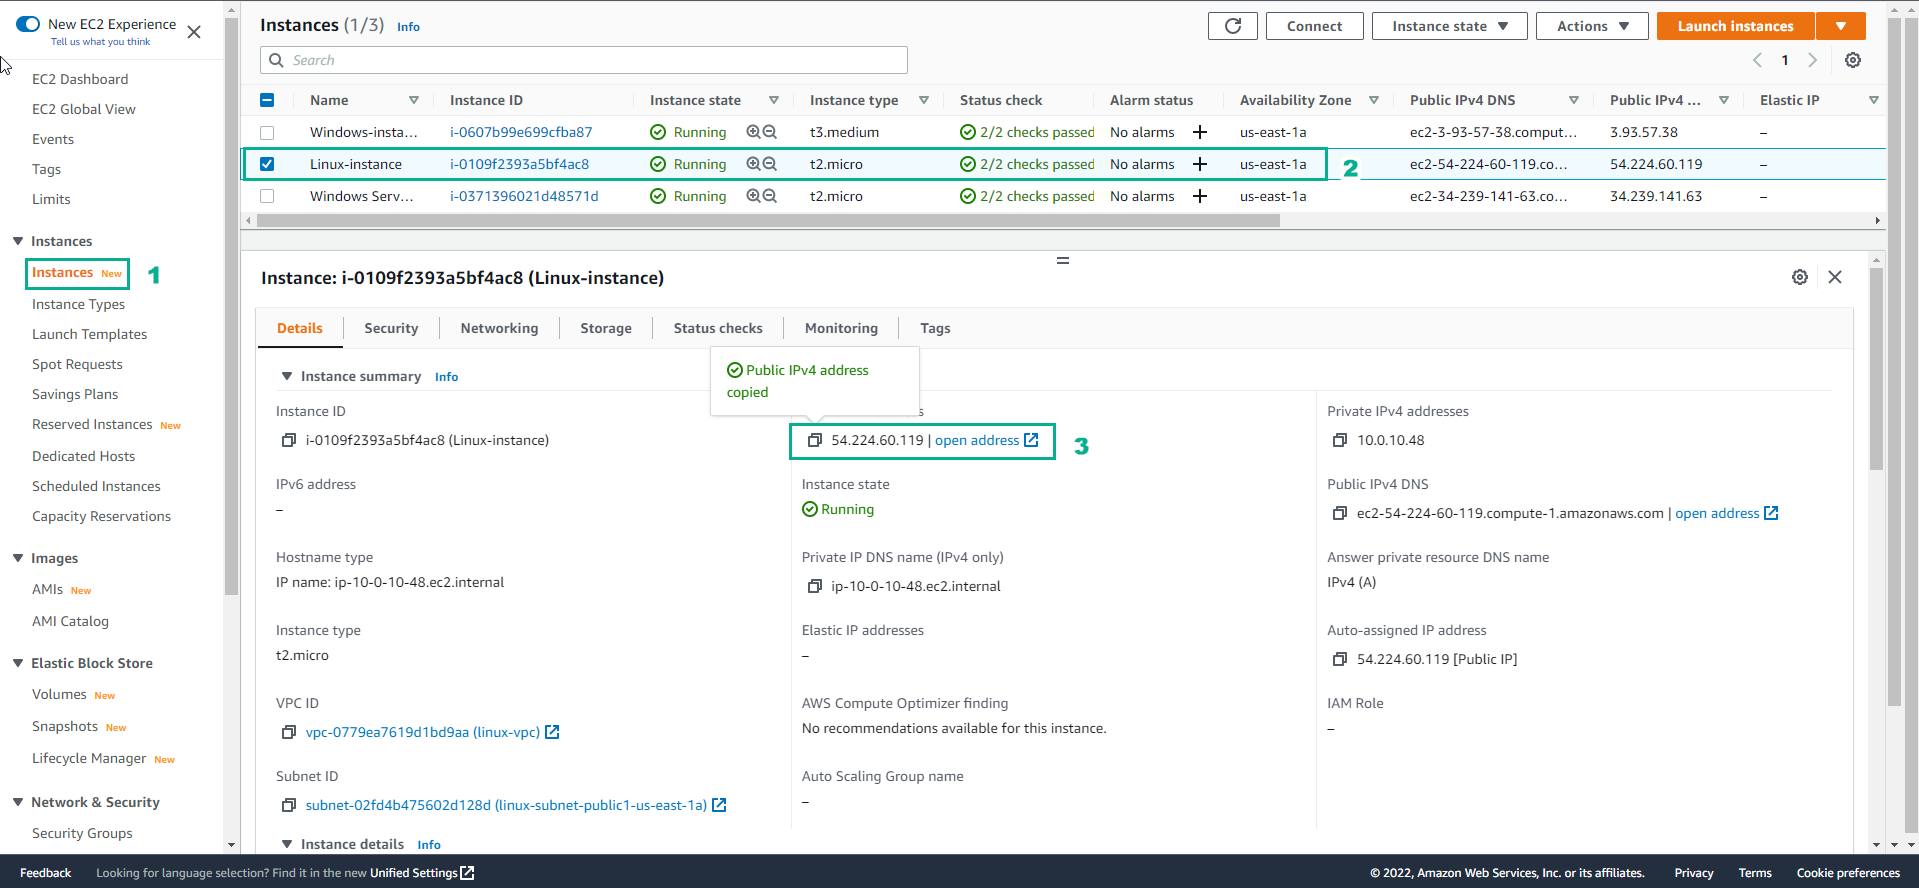 New EC2 Experience
Tell us what you think
EC2 Dashboard
EC2 Global View
Events
Tags
Limits
Instances
Instances New
1
Instance Types
Launch Templates
Spot Requests
Savings Plans
Reserved Instances New
Dedicated Hosts
Scheduled Instances
Capacity Reservations
Images
AMIs New
AMI Catalog
Elastic Block Store
Volumes New
Snapshots New
Lifecycle Manager New
Network & Security
Security Groups
Instances (1/3) Info
Connect Instance state Actions Launch instances
Search
1
Name Instance ID Instance state Instance type Status check Alarm status Availability Zone Public IPv4 DNS Public IPv4 ... Elastic IP
Windows-insta... i-0607b99e699cfba87 Running t3.medium 2/2 checks passed No alarms + us-east-1a ec2-3-93-57-38.comput... 3.93.57.38 –
Linux-instance i-0109f2393a5bf4ac8 Running t2.micro 2/2 checks passed No alarms + us-east-1a 2 ec2-54-224-60-119.co... 54.224.60.119 –
Windows Serv... i-0371396021d48571d Running t2.micro 2/2 checks passed No alarms + us-east-1a ec2-34-239-141-63.co... 34.239.141.63 –
Instance: i-0109f2393a5bf4ac8 (Linux-instance)
Details Security Networking Storage Status checks Monitoring Tags
Instance summary Info
Public IPv4 address
copied
Instance ID s Private IPv4 addresses
i-0109f2393a5bf4ac8 (Linux-instance) 54.224.60.119 | open address 3 10.0.10.48
IPv6 address Instance state Public IPv4 DNS
– Running ec2-54-224-60-119.compute-1.amazonaws.com | open address
Hostname type Private IP DNS name (IPv4 only) Answer private resource DNS name
IP name: ip-10-0-10-48.ec2.internal ip-10-0-10-48.ec2.internal IPv4 (A)
Instance type Elastic IP addresses Auto-assigned IP address
t2.micro – 54.224.60.119 [Public IP]
VPC ID AWS Compute Optimizer finding IAM Role
vpc-0779ea7619d1bd9aa (linux-vpc) No recommendations available for this instance. –
Subnet ID Auto Scaling Group name
subnet-02fd4b475602d128d (linux-subnet-public1-us-east-1a) –
Instance details Info
Feedback Looking for language selection? Find it in the new Unified Settings © 2022, Amazon Web Services, Inc. or its affiliates. Privacy Terms Cookie preferences